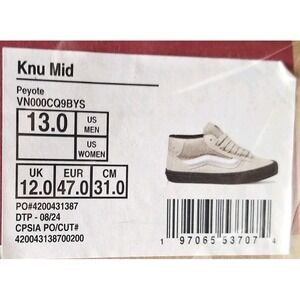 Knu Mid
Peyote
VN000CQ9BYS
13.0 US MEN
US WOMEN
UK EUR CM
12.0 47.0 31.0
PO#4200431387
DTP - 08/24
CPSIA PO/CUT#
420043138700200
1 97065 53707 4